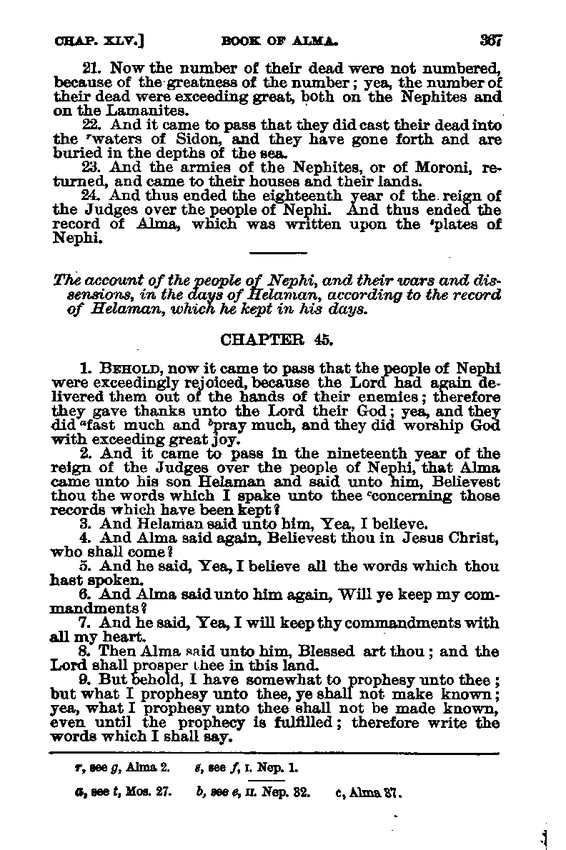 CHAP. XLV.] BOOK OF ALMA. 367
21. Now the number of their dead were not numbered,
because of the greatness of the number; yea, the number of
their dead were exceeding great, both on the Nephites and
on the Lamanites.
22. And it came to pass that they did cast their dead into
the ʳwaters of Sidon, and they have gone forth and are
buried in the depths of the sea.
23. And the armies of the Nephites, or of Moroni, re-
turned, and came to their houses and their lands.
24. And thus ended the eighteenth year of the reign of
the Judges over the people of Nephi. And thus ended the
record of Alma, which was written upon the ˢplates of
Nephi.
The account of the people of Nephi, and their wars and dis-
sensions, in the days of Helaman, according to the record
of Helaman, which he kept in his days.
CHAPTER 45.
1. BEHOLD, now it came to pass that the people of Nephi
were exceedingly rejoiced, because the Lord had again de-
livered them out of the hands of their enemies; therefore
they gave thanks unto the Lord their God; yea, and they
did ᵃfast much and ᵇpray much, and they did worship God
with exceeding great joy.
2. And it came to pass in the nineteenth year of the
reign of the Judges over the people of Nephi, that Alma
came unto his son Helaman and said unto him, Believest
thou the words which I spake unto thee ᶜconcerning those
records which have been kept?
3. And Helaman said unto him, Yea, I believe.
4. And Alma said again, Believest thou in Jesus Christ,
who shall come?
5. And he said, Yea, I believe all the words which thou
hast spoken.
6. And Alma said unto him again, Will ye keep my com-
mandments?
7. And he said, Yea, I will keep thy commandments with
all my heart.
8. Then Alma said unto him, Blessed art thou; and the
Lord shall prosper thee in this land.
9. But behold, I have somewhat to prophesy unto thee;
but what I prophesy unto thee, ye shall not make known;
yea, what I prophesy unto thee shall not be made known,
even until the prophecy is fulfilled; therefore write the
words which I shall say.
r, see g, Alma 2. s, see f, I. Nep. 1.
a, see t, Mos. 27. b, see e, II. Nep. 32. c, Alma 37.